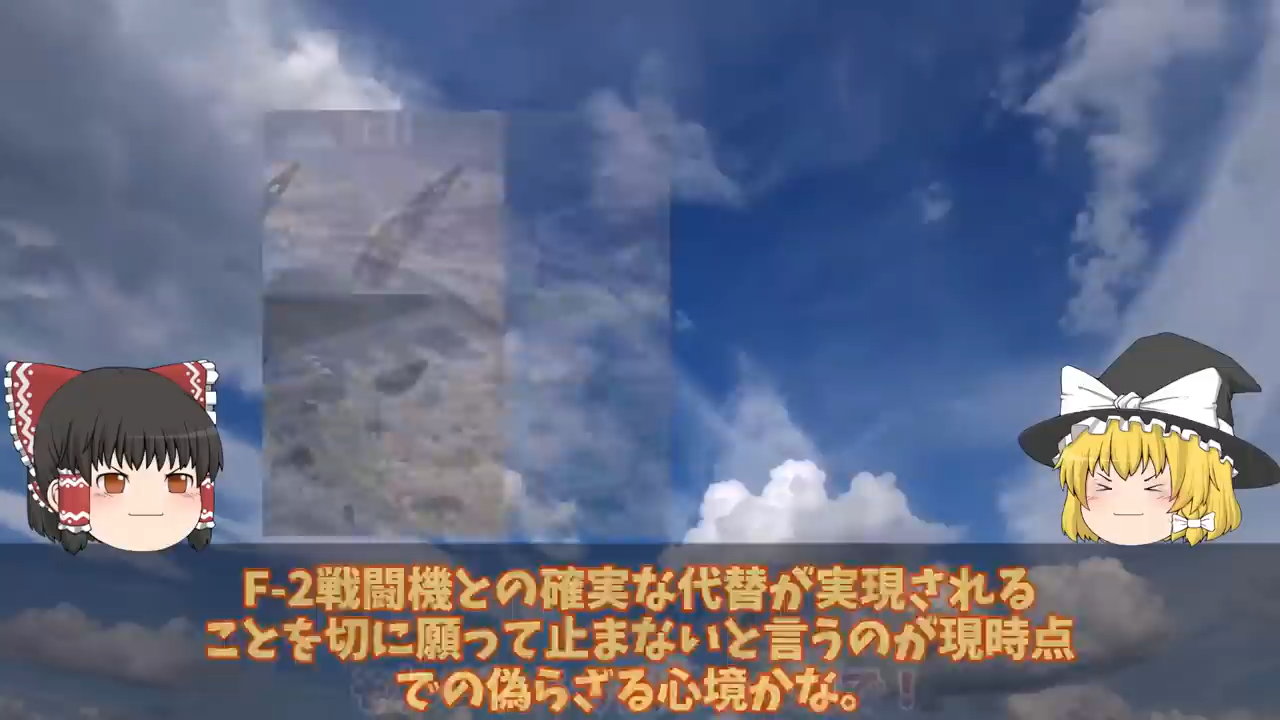 F-2戦闘機との確実な代替が実現される
ことを切に願って止まないと言うのが現時点
での偽らざる心境かな。